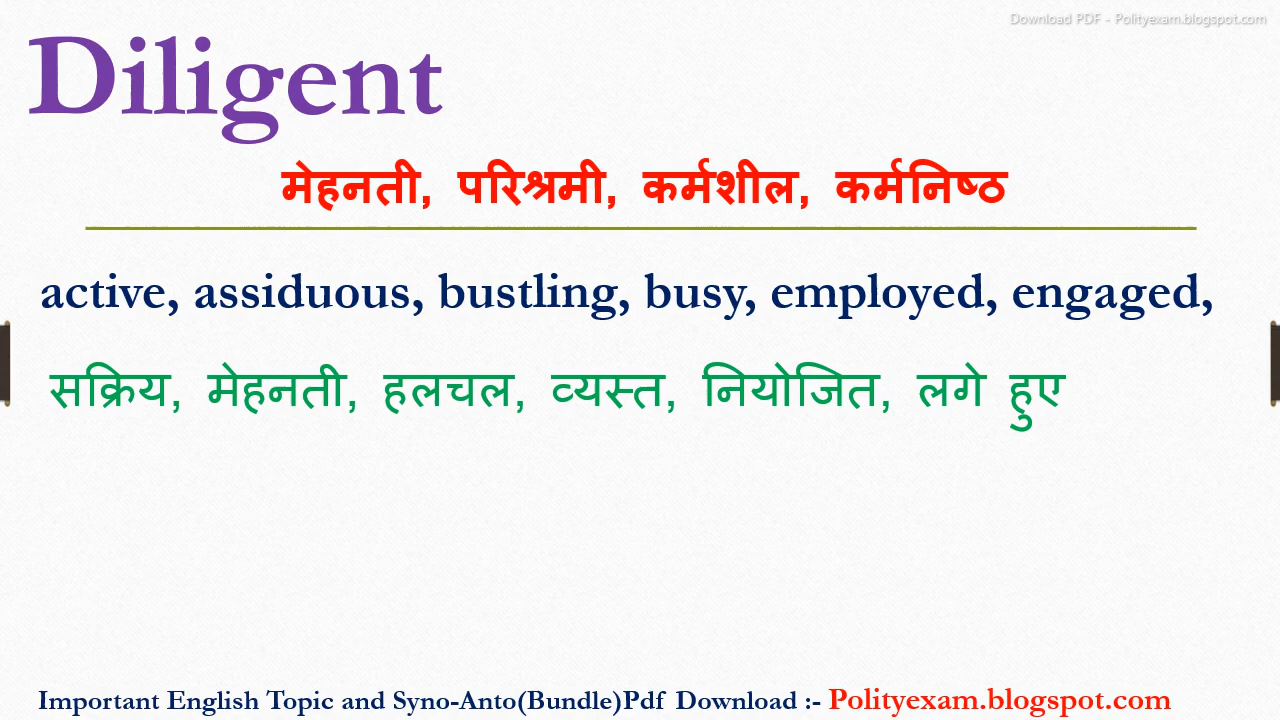 Download PDF - Polityexam.blogspot.com
Diligent
मेहनती, परिश्रमी, कर्मशील, कर्मनिष्ठ
active, assiduous, bustling, busy, employed, engaged,
सक्रिय, मेहनती, हलचल, व्यस्त, नियोजित, लगे हुए
Important English Topic and Syno-Anto(Bundle)Pdf Download :- Polityexam.blogspot.com